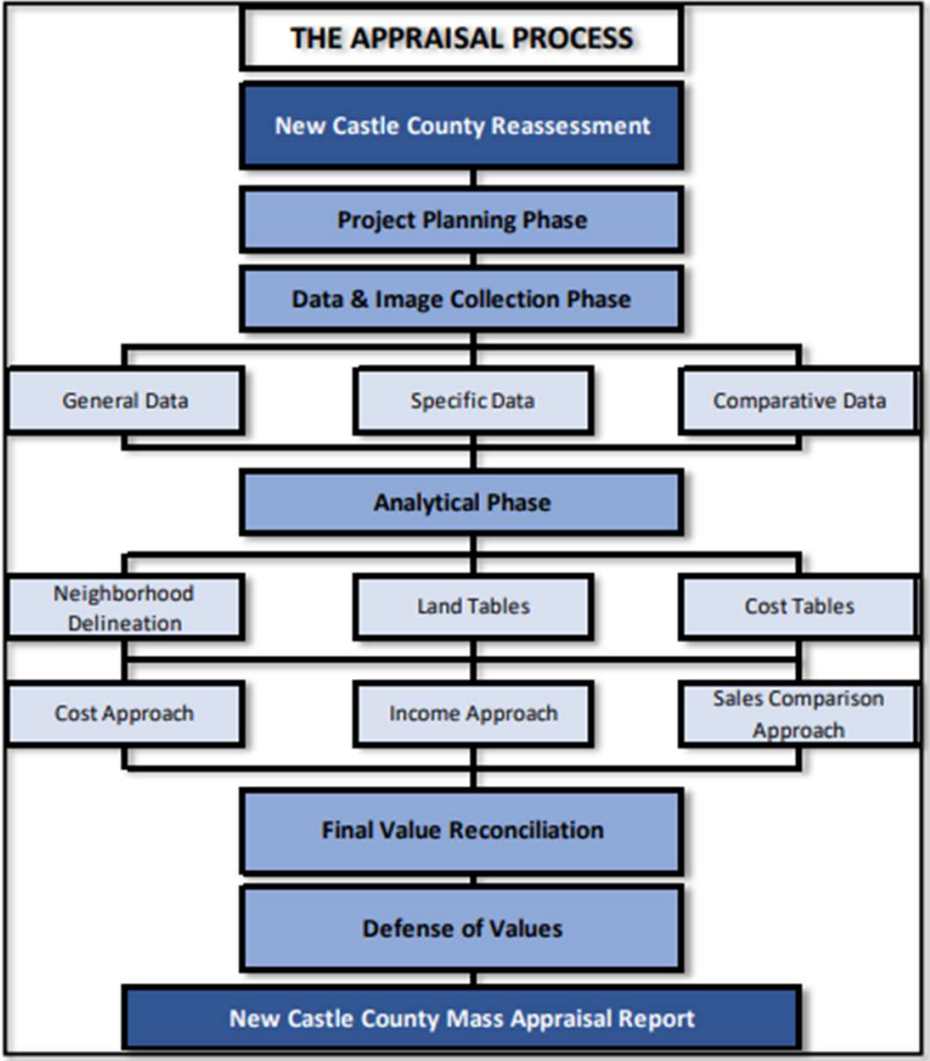 THE APPRAISAL PROCESS
New Castle County Reassessment
Project Planning Phase
Data & Image Collection Phase
General Data
Specific Data
Comparative Data
Analytical Phase
Neighborhood
Delineation
Land Tables
Cost Tables
Cost Approach
Income Approach
Sales Comparison
Approach
Final Value Reconciliation
Defense of Values
New Castle County Mass Appraisal Report